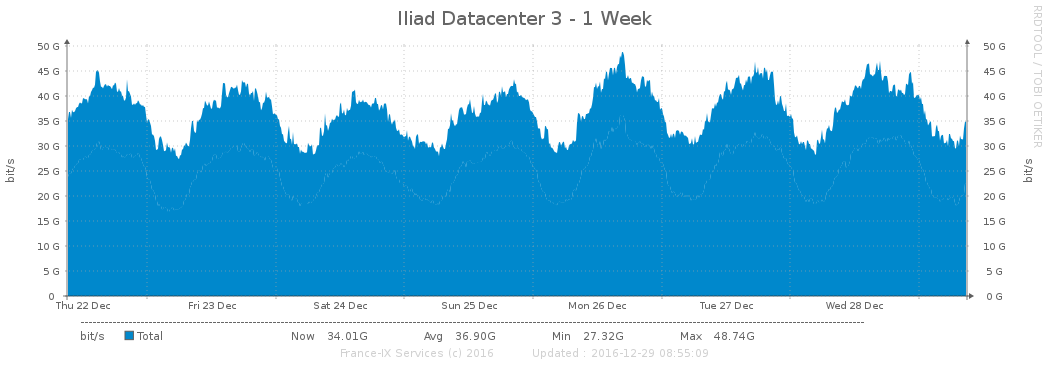 Iliad Datacenter 3 - 1 Week
RRDTOOL / TOBI OETIKER
50 G 50 G
45 G 45 G
40 G 40 G
35 G 35 G
30 G 30 G
25 G 25 G
20 G 20 G
15 G 15 G
10 G 10 G
5 G 5 G
0 0 G
bit/s bit/s
Thu 22 Dec Fri 23 Dec Sat 24 Dec Sun 25 Dec Mon 26 Dec Tue 27 Dec Wed 28 Dec
bit/s Total Now 34.01G Avg 36.90G Min 27.32G Max 48.74G
France-IX Services (c) 2016 Updated : 2016-12-29 08:55:09